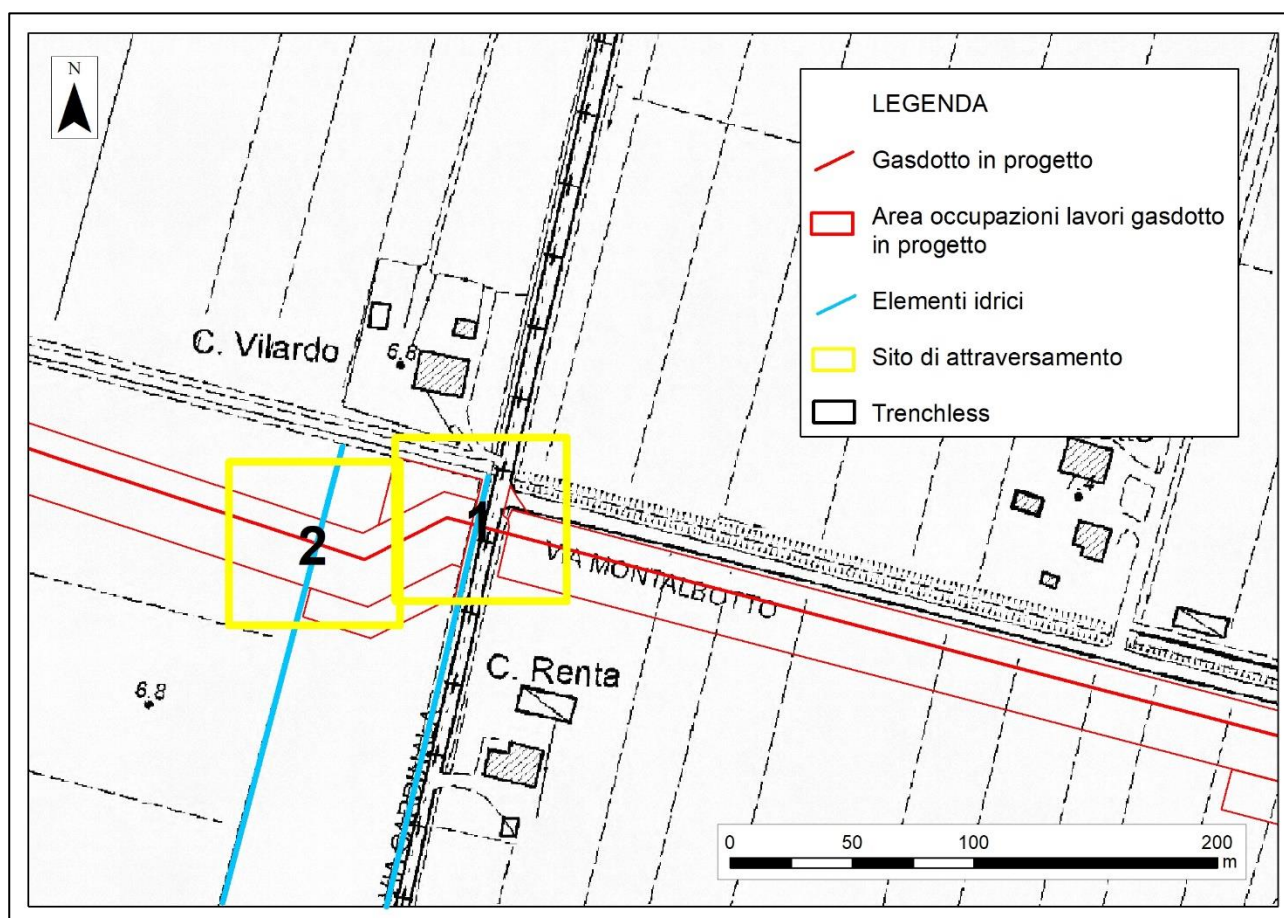 N
LEGENDA
Gasdotto in progetto
Area occupazioni lavori gasdotto
in progetto
Elementi idrici
Sito di attraversamento
Trenchless
C. Vilardo
6.8
1
2
VIA MONTALBOTTO
C. Renta
6.8
0 50 100 200
m